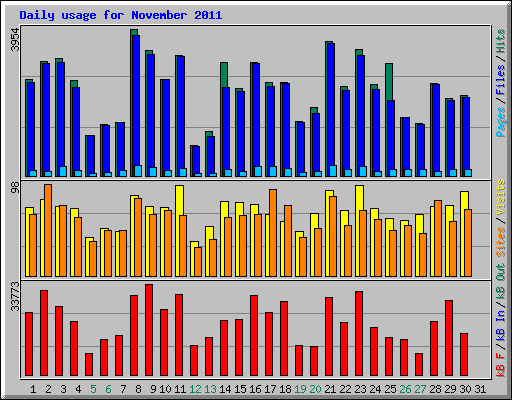 Daily usage for November 2011
3954
98
33773
Pages / Files / Hits
Sites / Visits
kB F / kB In / kB Out
1 2 3 4 5 6 7 8 9 10 11 12 13 14 15 16 17 18 19 20 21 22 23 24 25 26 27 28 29 30 31